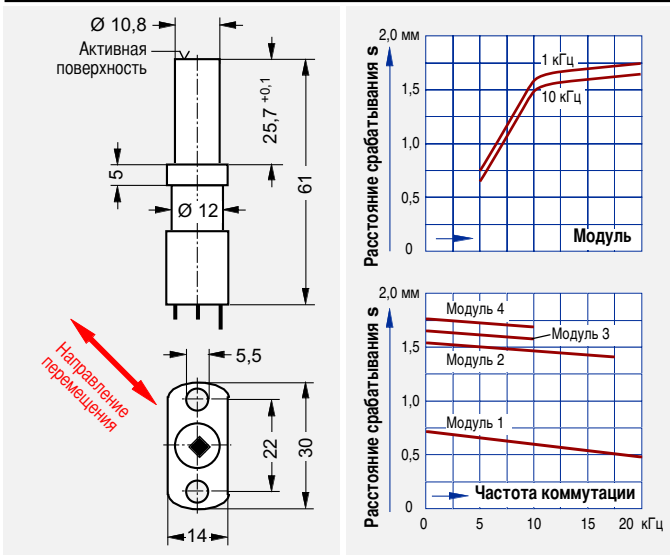 Ø 10,8
Активная
поверхность
25,7 +0,1
5
61
Ø 12
Направление
перемещения
5,5
22
30
14
Расстояние срабатывания s
2,0 мм
1,5
1,0
0,5
0
1 кГц
10 кГц
Модуль
Расстояние срабатывания s
2,0 мм
1,5
1,0
0,5
0
Модуль 4
Модуль 3
Модуль 2
Модуль 1
Частота коммутации
0 5 10 15 20 кГц